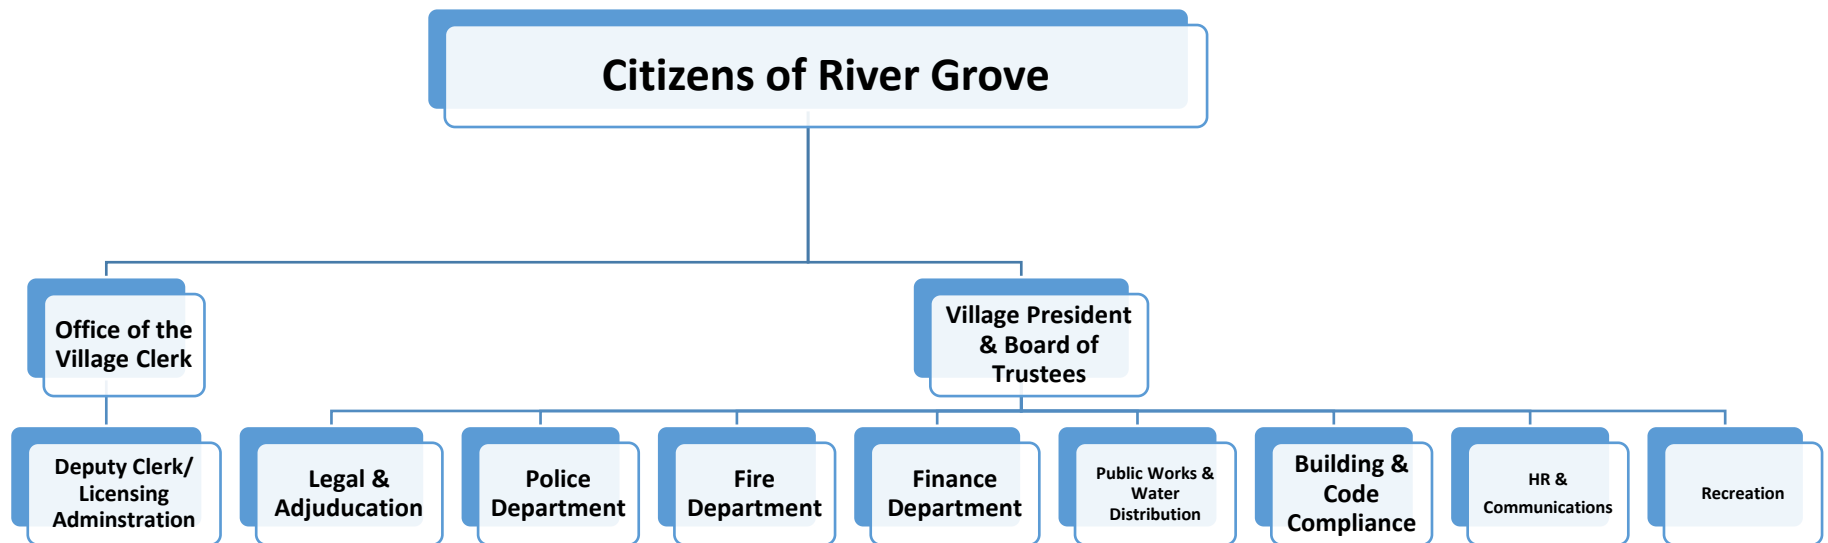 Citizens of River Grove
Office of the
Village Clerk
Village President
& Board of
Trustees
Deputy Clerk/
Licensing
Adminstration
Legal &
Adjuducation
Police
Department
Fire
Department
Finance
Department
Public Works &
Water
Distribution
Building &
Code
Compliance
HR &
Communications
Recreation